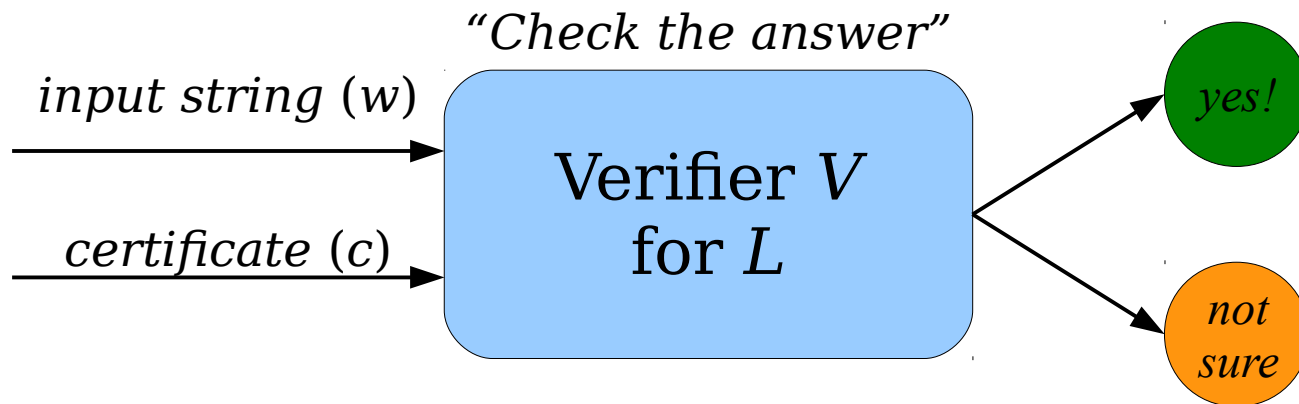 “Check the answer”
input string (w)
certificate (c)
Verifier V
for L
yes!
not
sure